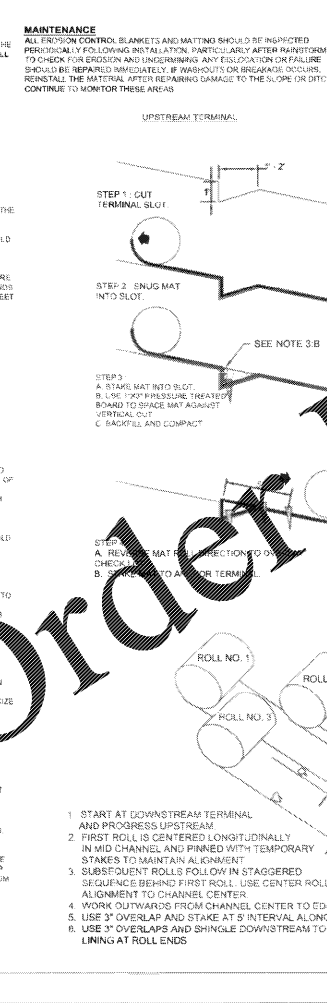 MAINTENANCE
ALL EROSION CONTROL BLANKETS AND MATTING SHOULD BE INSPECTED
PERIODICALLY FOLLOWING INSTALLATION, PARTICULARLY AFTER RAINSTORM
TO CHECK FOR EROSION AND UNDERMINING. ANY DISLOCATION OR FAILURE
SHOULD BE REPAIRED IMMEDIATELY. IF WASHOUTS OR BREAKAGE OCCURS,
REINSTALL THE MATERIAL AFTER REPAIRING DAMAGE TO THE SLOPE OR DITC
CONTINUE TO MONITOR THESE AREAS
UPSTREAM TERMINAL
STEP 1 : CUT
TERMINAL SLOT.
1'
STEP 2 SNUG MAT
INTO SLOT.
SEE NOTE 3:B
STEP 3
A. STAKE MAT INTO SLOT.
B. USE PRESSURE TREATED
BOARD TO SPACE MAT AGAINST
VERTICAL CUT
C. BACKFILL AND COMPACT
STEP
A. REVERSE MAT ROLL DIRECTION TO
CHECK
B. STAKE MAT TO ANCHOR TERMINAL.
Order
ROLL NO. 1
ROLL
ROLL NO. 3
1 START AT DOWNSTREAM TERMINAL
AND PROGRESS UPSTREAM.
2. FIRST ROLL IS CENTERED LONGITUDINALLY
IN MID CHANNEL AND PINNED WITH TEMPORARY
STAKES TO MAINTAIN ALIGNMENT
3. SUBSEQUENT ROLLS FOLLOW IN STAGGERED
SEQUENCE BEHIND FIRST ROLL. USE CENTER ROLL
ALIGNMENT TO CHANNEL CENTER.
4. WORK OUTWARDS FROM CHANNEL CENTER TO ED
5. USE 3" OVERLAP AND STAKE AT 5' INTERVAL ALONG
6. USE 3" OVERLAPS AND SHINGLE DOWNSTREAM TO
LINING AT ROLL ENDS